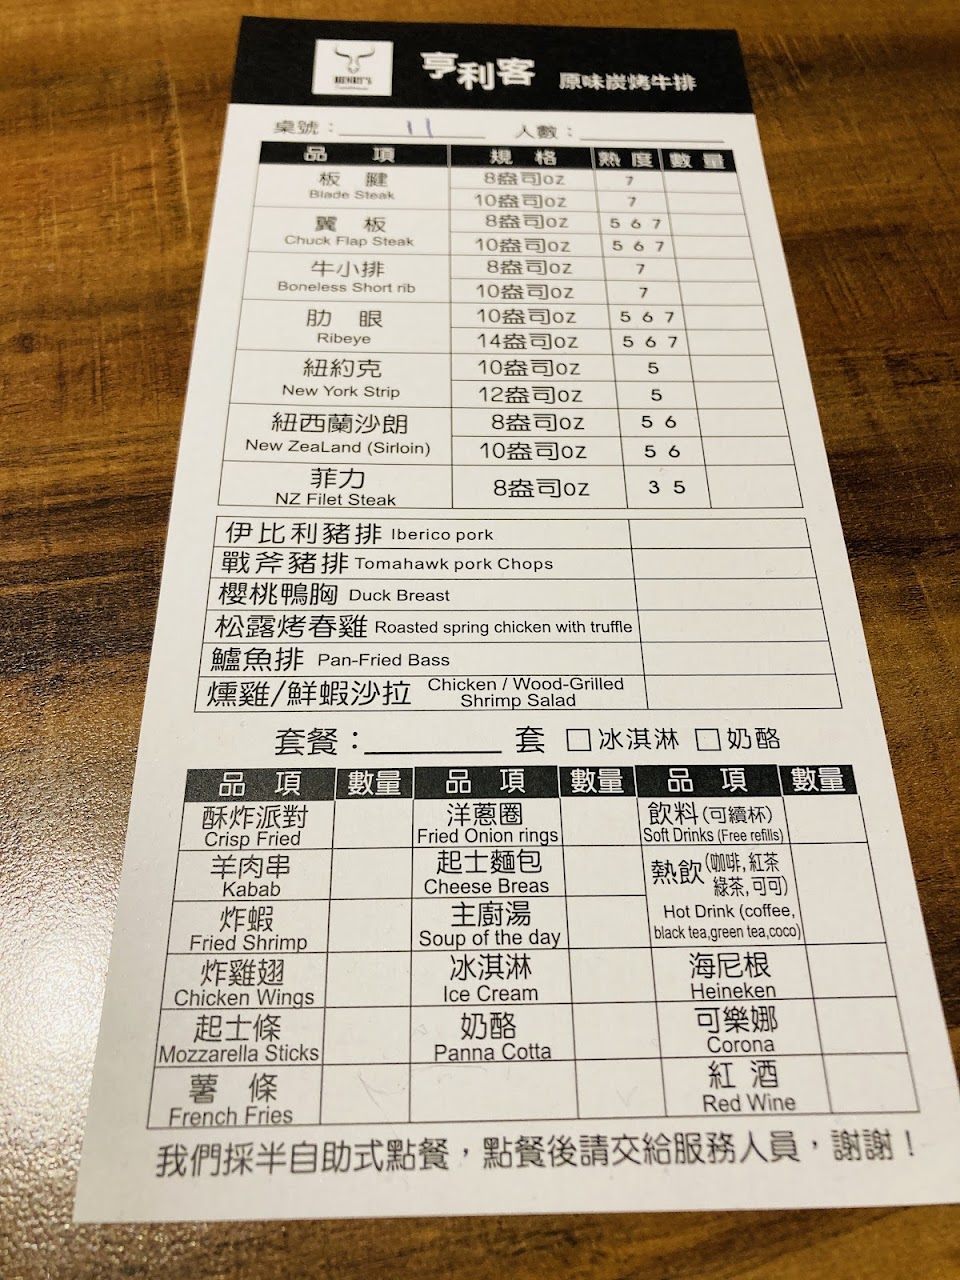 HENRY'S
亨利客 原味炭烤牛排
桌號：11 人數：
品項 規格 熟度 數量
板腱 8盎司oz 7
Blade Steak 10盎司oz 7
翼板 8盎司oz 5 6 7
Chuck Flap Steak 10盎司oz 5 6 7
牛小排 8盎司oz 7
Boneless Short rib 10盎司oz 7
肋眼 10盎司oz 5 6 7
Ribeye 14盎司oz 5 6 7
紐約克 10盎司oz 5
New York Strip 12盎司oz 5
紐西蘭沙朗 8盎司oz 5 6
New ZeaLand (Sirloin) 10盎司oz 5 6
菲力 8盎司oz 3 5
NZ Filet Steak
伊比利豬排 Iberico pork
戰斧豬排 Tomahawk pork Chops
櫻桃鴨胸 Duck Breast
松露烤春雞 Roasted spring chicken with truffle
鱸魚排 Pan-Fried Bass
燻雞/鮮蝦沙拉 Chicken / Wood-Grilled
Shrimp Salad
套餐：套 □冰淇淋 □奶酪
品項 數量 品項 數量 品項 數量
酥炸派對 洋蔥圈 飲料(可續杯)
Crisp Fried Fried Onion rings Soft Drinks (Free refills)
羊肉串 起士麵包 熱飲(咖啡,紅茶
Kabab Cheese Breas 綠茶,可可)
炸蝦 主廚湯 Hot Drink (coffee,
Fried Shrimp Soup of the day black tea,green tea,coco)
炸雞翅 冰淇淋 海尼根
Chicken Wings Ice Cream Heineken
起士條 奶酪 可樂娜
Mozzarella Sticks Panna Cotta Corona
薯條 紅酒
French Fries Red Wine
我們採半自助式點餐，點餐後請交給服務人員，謝謝！